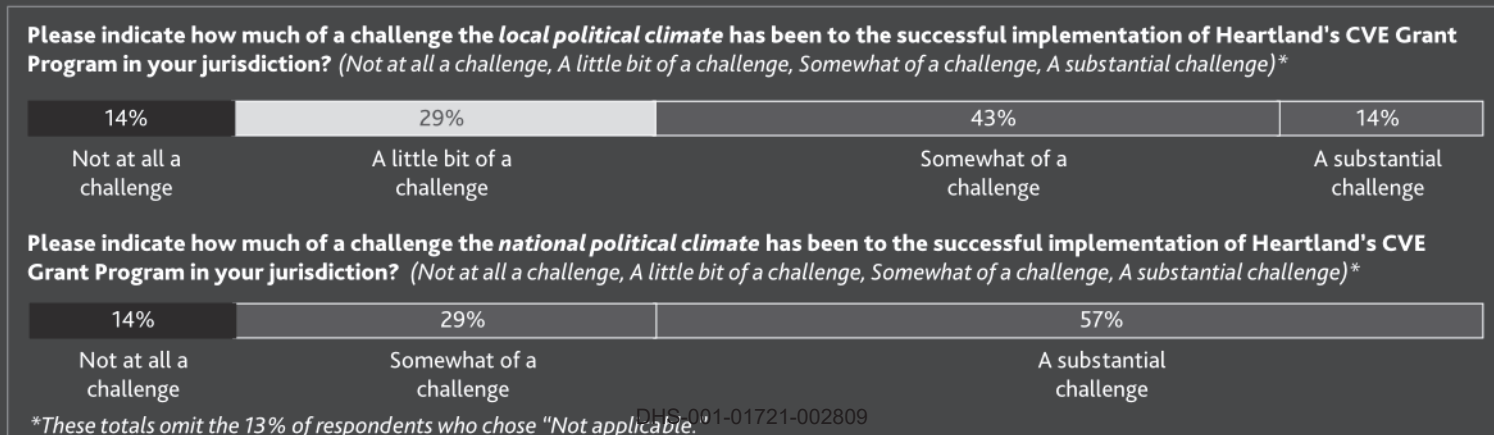 Please indicate how much of a challenge the local political climate has been to the successful implementation of Heartland's CVE Grant
Program in your jurisdiction? (Not at all a challenge, A little bit of a challenge, Somewhat of a challenge, A substantial challenge)*
14% 29% 43% 14%
Not at all a A little bit of a Somewhat of a A substantial
challenge challenge challenge challenge
Please indicate how much of a challenge the national political climate has been to the successful implementation of Heartland's CVE
Grant Program in your jurisdiction? (Not at all a challenge, A little bit of a challenge, Somewhat of a challenge, A substantial challenge)*
14% 29% 57%
Not at all a Somewhat of a A substantial
challenge challenge challenge
DHS-001-01721-002809
*These totals omit the 13% of respondents who chose "Not applicable."